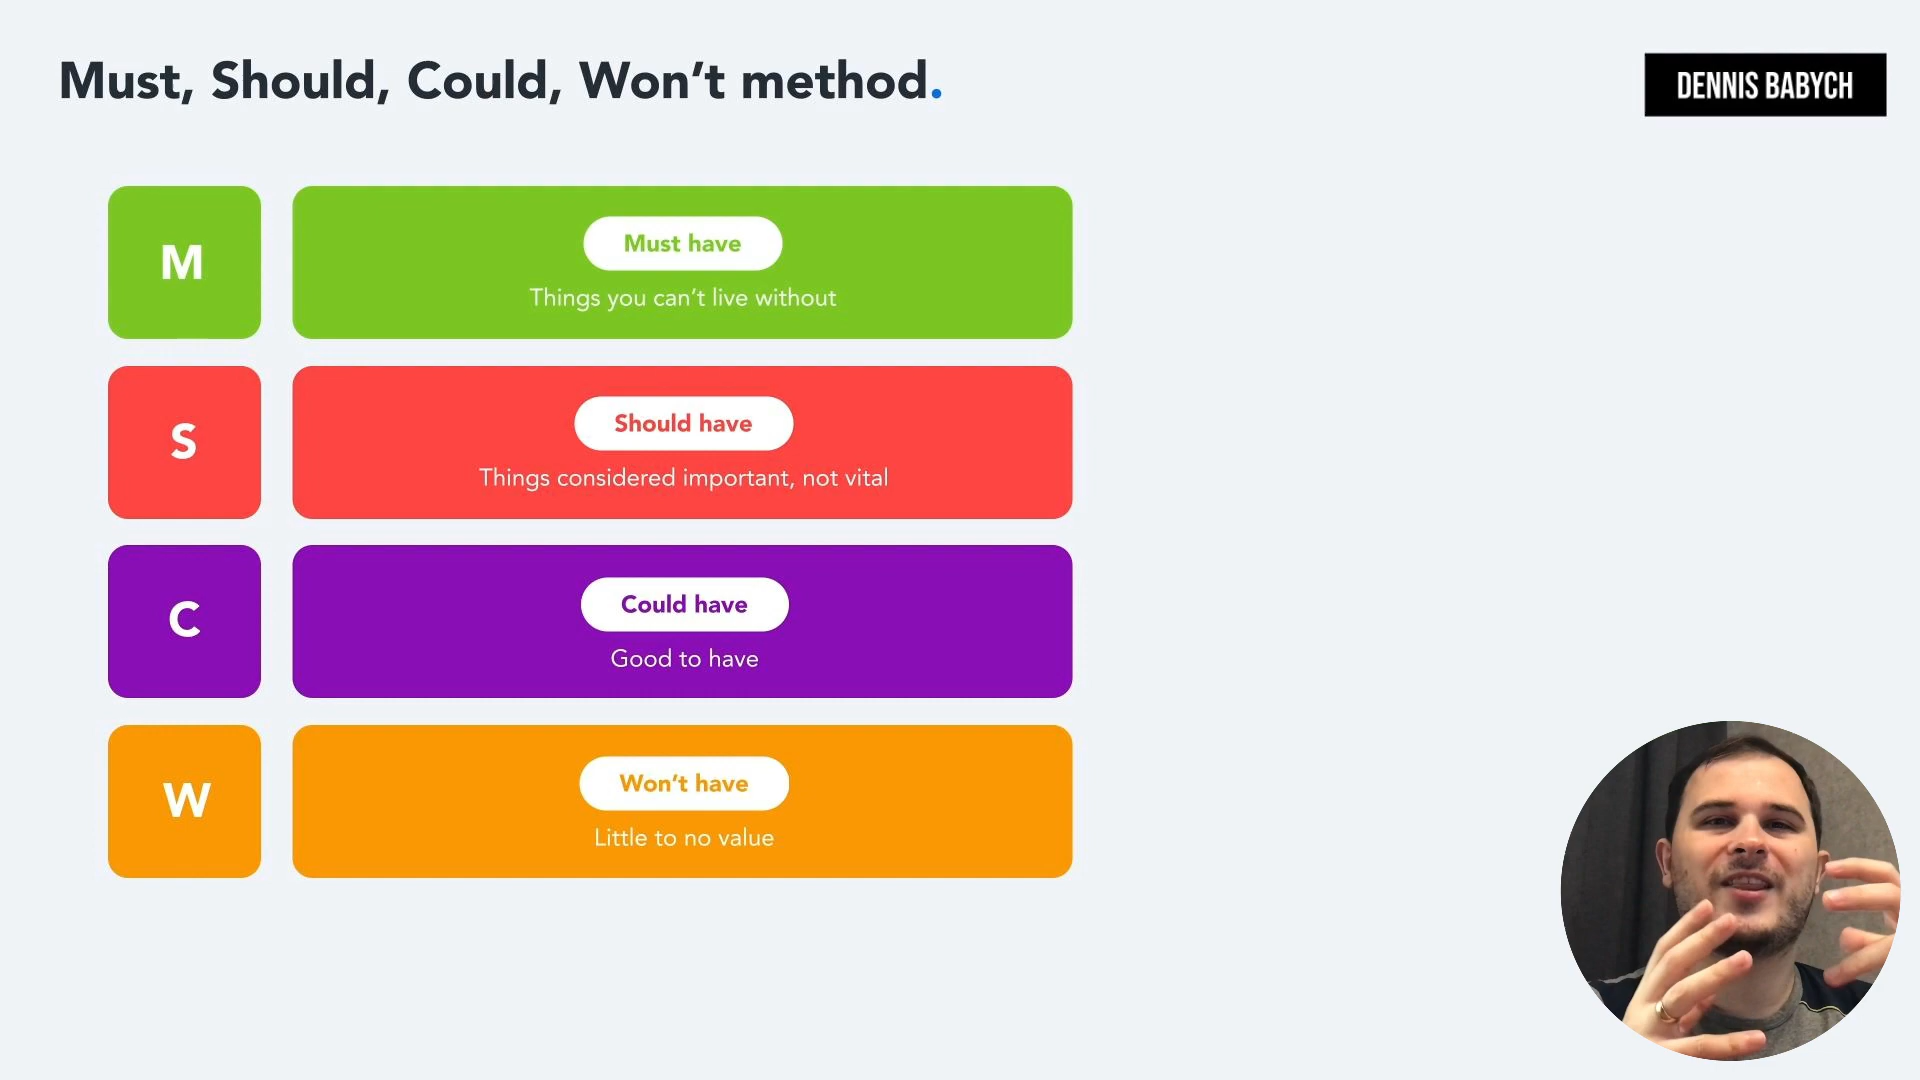 Must, Should, Could, Won’t method.
DENNIS BABYCH
M
Must have
Things you can’t live without
S
Should have
Things considered important, not vital
C
Could have
Good to have
W
Won’t have
Little to no value